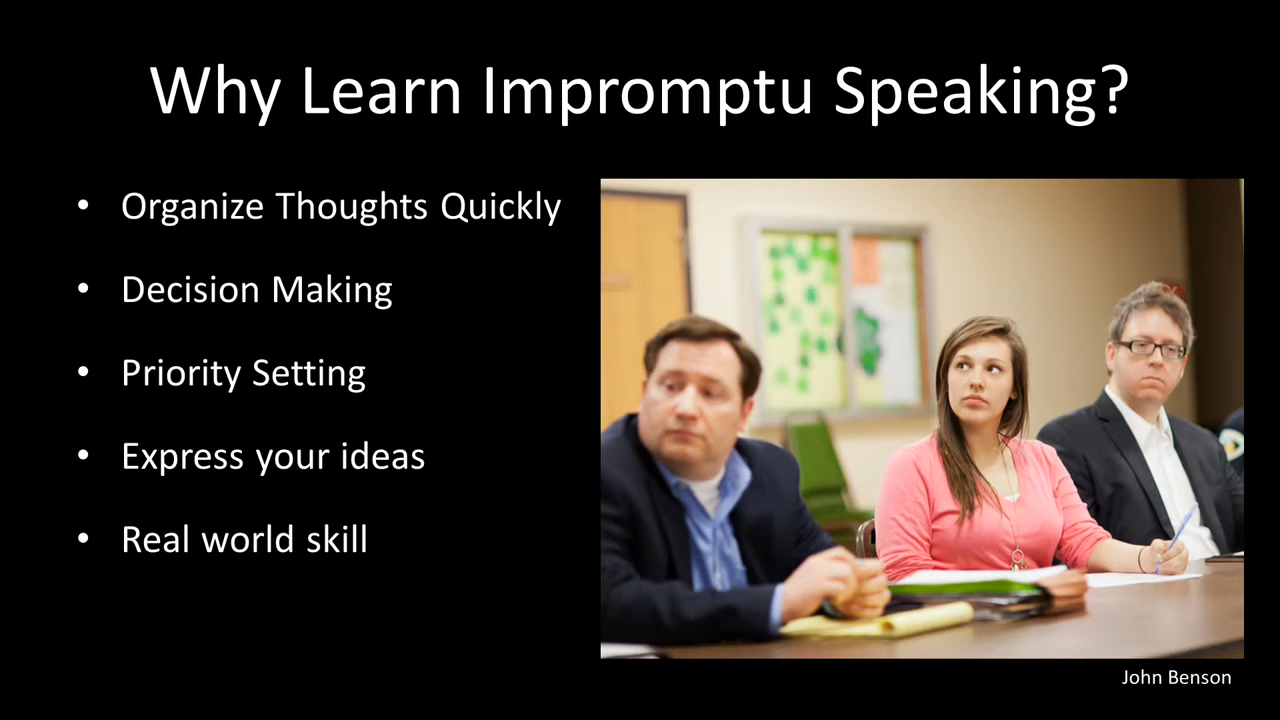 Why Learn Impromptu Speaking?
• Organize Thoughts Quickly
• Decision Making
• Priority Setting
• Express your ideas
• Real world skill
John Benson